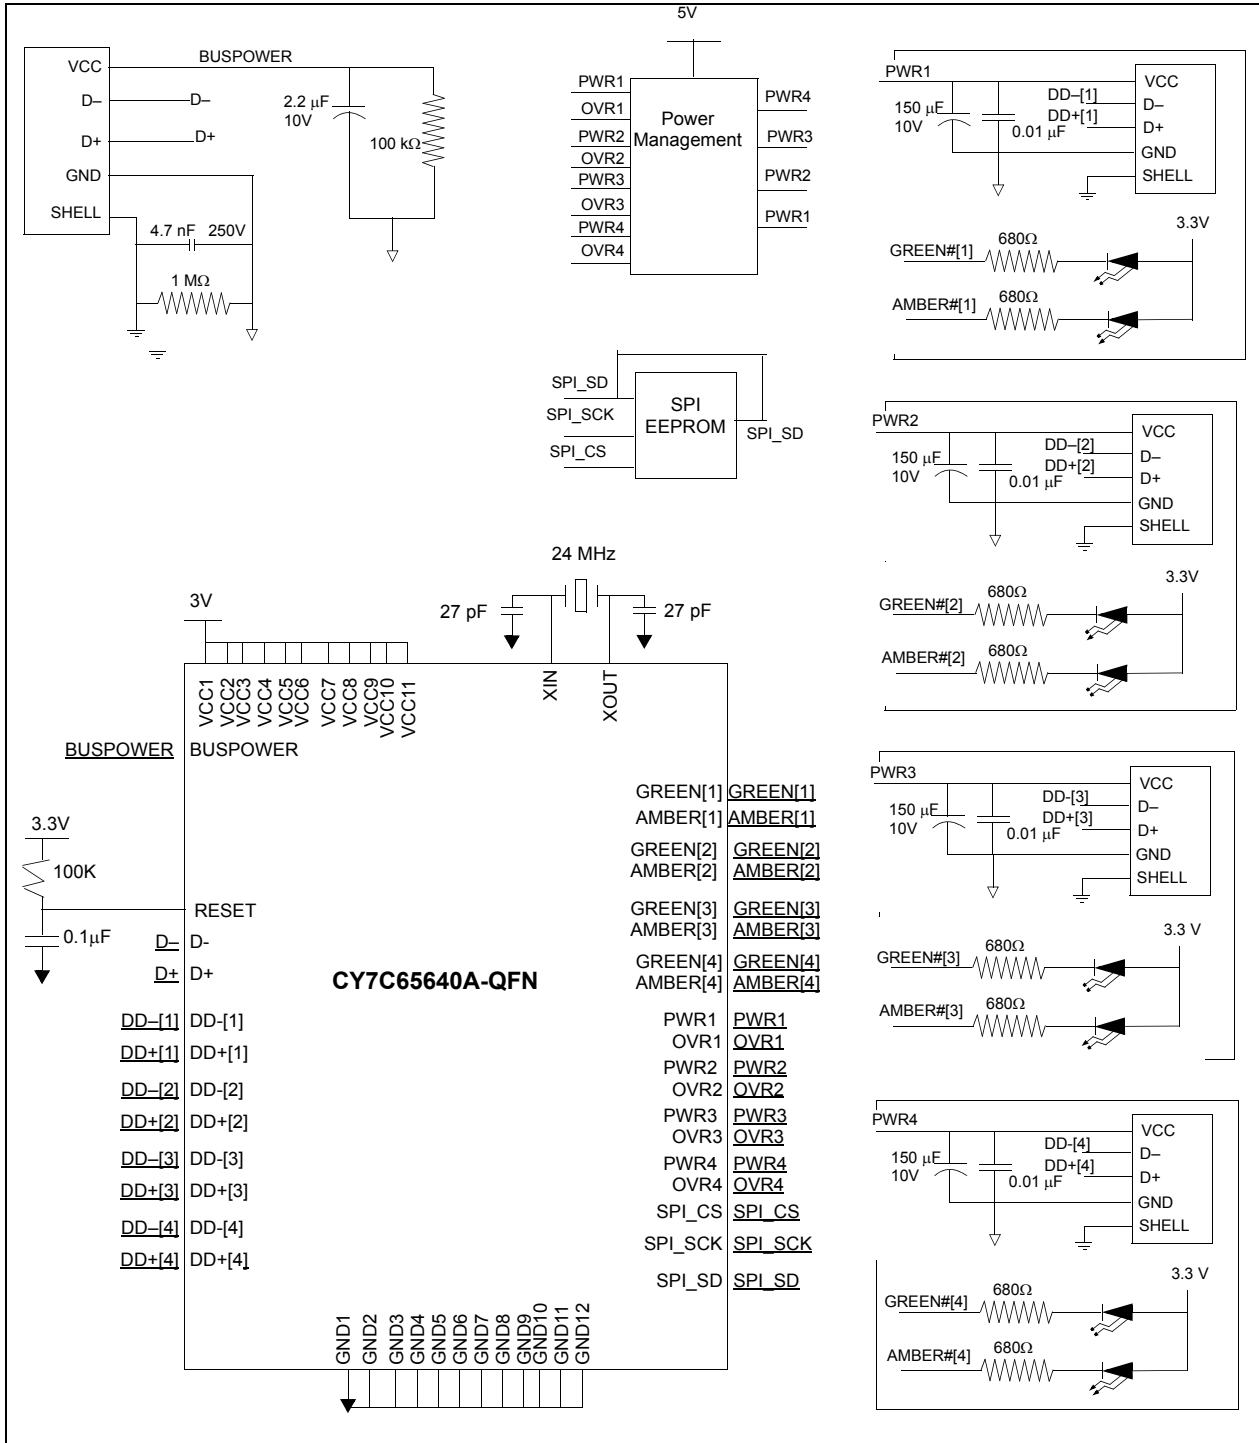 VCC
BUSPOWER
D–
D–
D+
D+
GND
SHELL
2.2 μF
10V
100 kΩ
4.7 nF 250V
1 MΩ
5V
PWR1
OVR1
PWR2
OVR2
PWR3
OVR3
PWR4
OVR4
Power
Management
PWR4
PWR3
PWR2
PWR1
SPI_SD
SPI_SCK
SPI_CS
SPI
EEPROM
SPI_SD
PWR1
150 μF
10V
0.01 μF
DD–[1]
DD+[1]
VCC
D–
D+
GND
SHELL
3.3V
680Ω
GREEN#[1]
680Ω
AMBER#[1]
PWR2
150 μF
10V
0.01 μF
DD–[2]
DD+[2]
VCC
D–
D+
GND
SHELL
3.3V
680Ω
GREEN#[2]
680Ω
AMBER#[2]
PWR3
150 μF
10V
0.01 μF
DD-[3]
DD+[3]
VCC
D–
D+
GND
SHELL
3.3 V
680Ω
GREEN#[3]
680Ω
AMBER#[3]
PWR4
150 μF
10V
0.01 μF
DD-[4]
DD+[4]
VCC
D–
D+
GND
SHELL
3.3 V
680Ω
GREEN#[4]
680Ω
AMBER#[4]
24 MHz
27 pF
27 pF
3V
VCC1
VCC2
VCC3
VCC4
VCC5
VCC6
VCC7
VCC8
VCC9
VCC10
VCC11
XIN
XOUT
BUSPOWER BUSPOWER
3.3V
100K
RESET
0.1μF
D– D-
D+ D+
DD–[1] DD-[1]
DD+[1] DD+[1]
DD–[2] DD-[2]
DD+[2] DD+[2]
DD–[3] DD-[3]
DD+[3] DD+[3]
DD–[4] DD-[4]
DD+[4] DD+[4]
CY7C65640A-QFN
GREEN[1] GREEN[1]
AMBER[1] AMBER[1]
GREEN[2] GREEN[2]
AMBER[2] AMBER[2]
GREEN[3] GREEN[3]
AMBER[3] AMBER[3]
GREEN[4] GREEN[4]
AMBER[4] AMBER[4]
PWR1 PWR1
OVR1 OVR1
PWR2 PWR2
OVR2 OVR2
PWR3 PWR3
OVR3 OVR3
PWR4 PWR4
OVR4 OVR4
SPI_CS SPI_CS
SPI_SCK SPI_SCK
SPI_SD SPI_SD
GND1
GND2
GND3
GND4
GND5
GND6
GND7
GND8
GND9
GND10
GND11
GND12